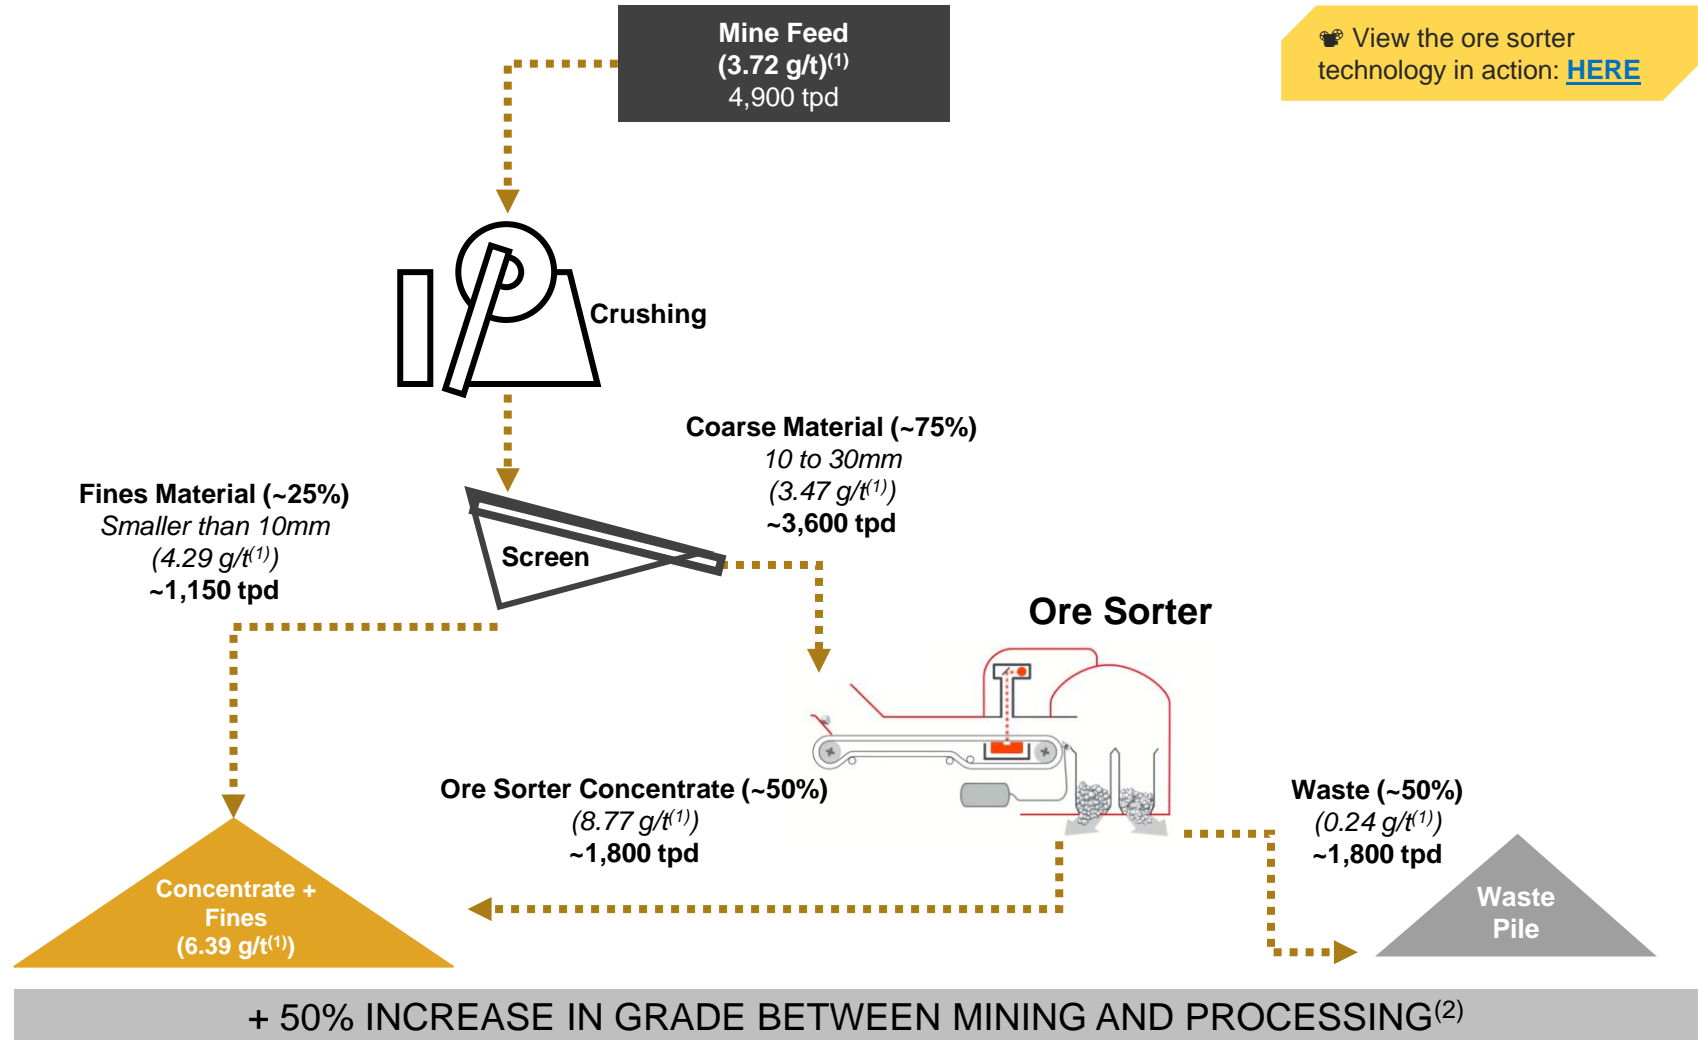 Mine Feed
(3.72 g/t)(1)
4,900 tpd
View the ore sorter
technology in action: HERE
Crushing
Coarse Material (~75%)
10 to 30mm
(3.47 g/t(1))
~3,600 tpd
Fines Material (~25%)
Smaller than 10mm
(4.29 g/t(1))
~1,150 tpd
Screen
Ore Sorter
Ore Sorter Concentrate (~50%)
(8.77 g/t(1))
~1,800 tpd
Waste (~50%)
(0.24 g/t(1))
~1,800 tpd
Concentrate +
Fines
(6.39 g/t(1))
Waste
Pile
+ 50% INCREASE IN GRADE BETWEEN MINING AND PROCESSING(2)